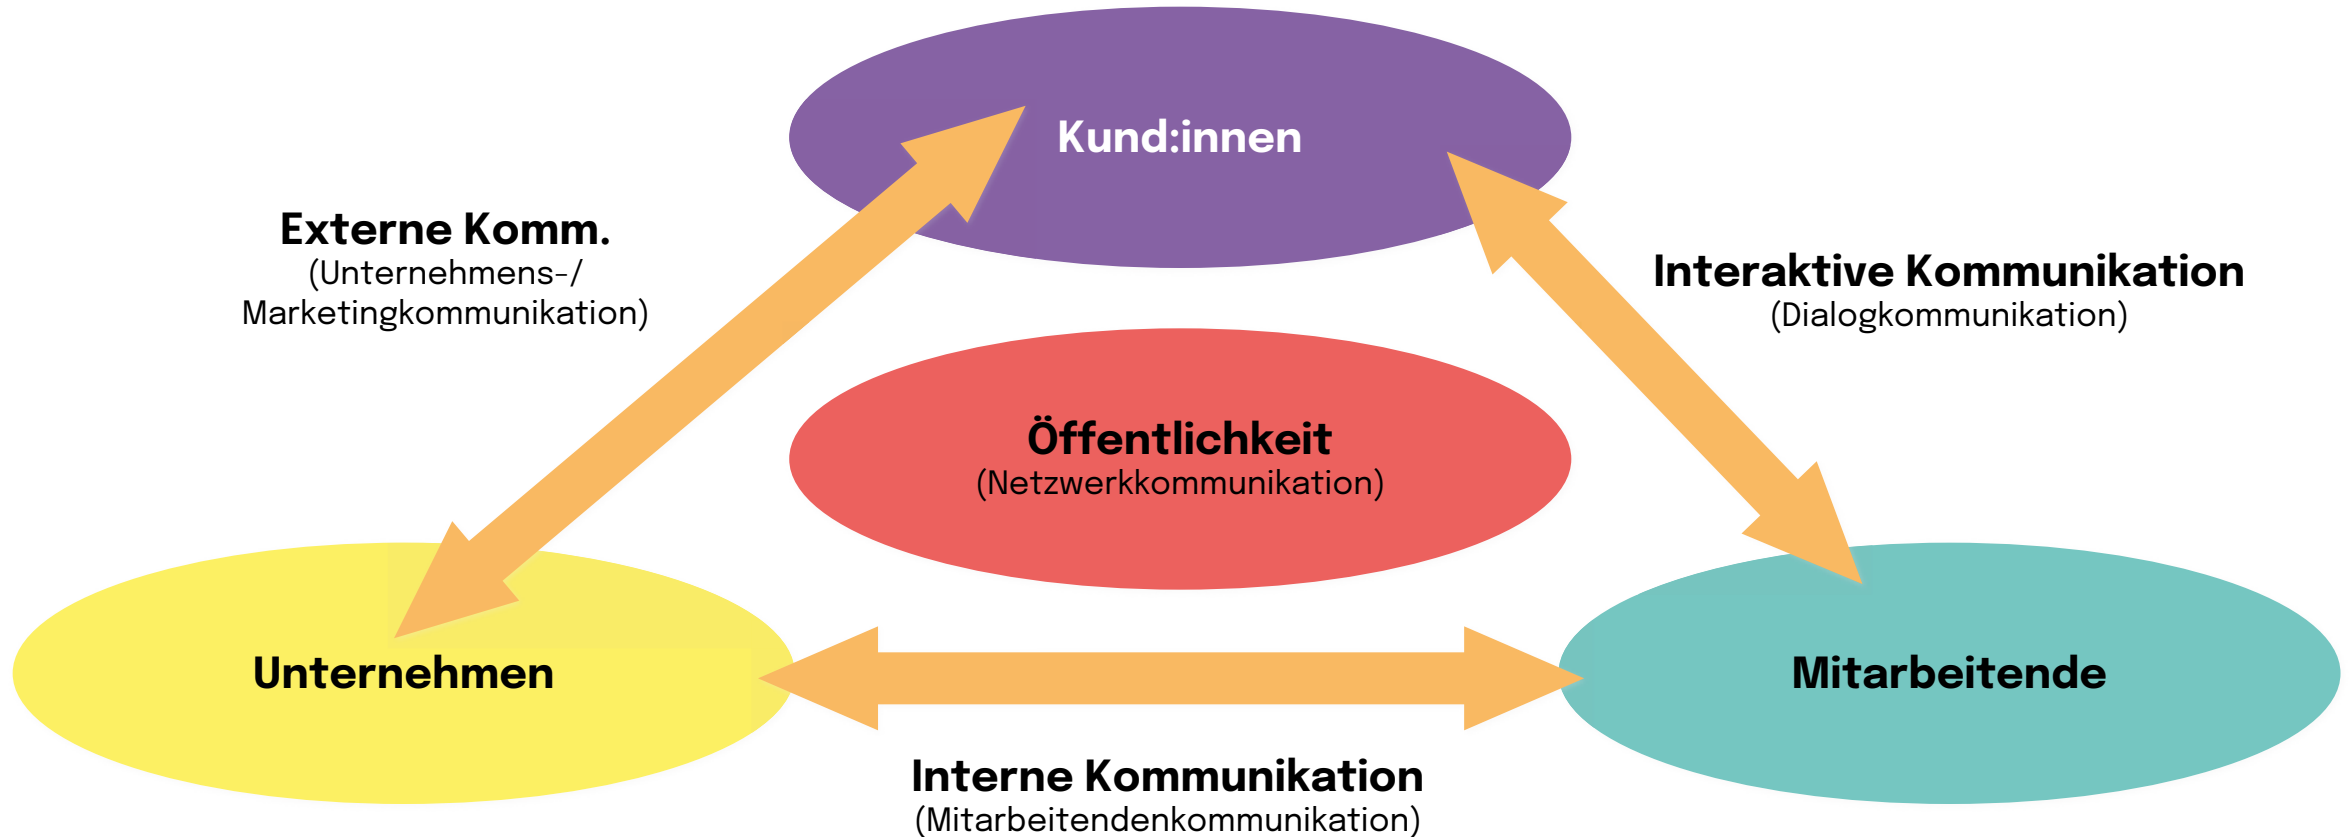 Kund:innen
Externe Komm.
(Unternehmens-/
Marketingkommunikation)
Interaktive Kommunikation
(Dialogkommunikation)
Öffentlichkeit
(Netzwerkkommunikation)
Unternehmen
Mitarbeitende
Interne Kommunikation
(Mitarbeitendenkommunikation)